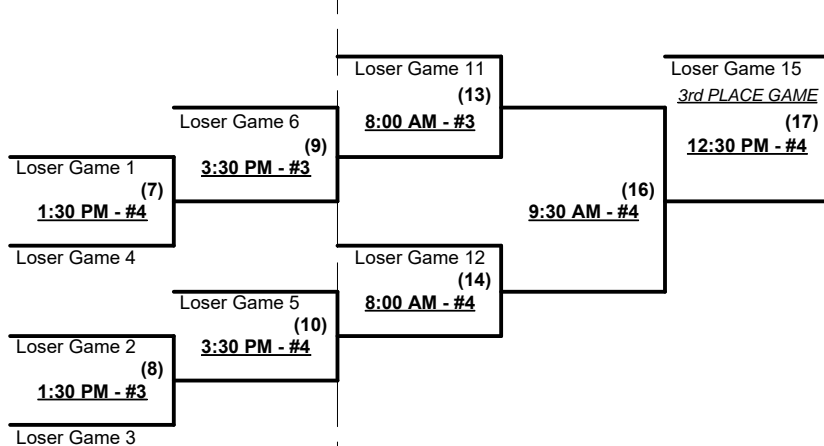 Loser Game 11
(13)
8:00 AM - #3
Loser Game 15
3rd PLACE GAME
(17)
12:30 PM - #4
Loser Game 6
(9)
3:30 PM - #3
Loser Game 1
(7)
1:30 PM - #4
Loser Game 4
(16)
9:30 AM - #4
Loser Game 12
(14)
8:00 AM - #4
Loser Game 5
(10)
3:30 PM - #4
Loser Game 2
(8)
1:30 PM - #3
Loser Game 3